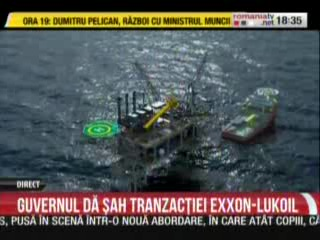 ORA 19: DUMITRU PELICAN, RĂZBOI CU MINISTRUL MUNCII
romaniatv
.net
18:35
DIRECT
GUVERNUL DĂ ŞAH TRANZACŢIEI EXXON-LUKOIL
S, PUSĂ ÎN SCENĂ ÎNTR-O NOUĂ ABORDARE, ÎN CARE ATÂT COPIII, C